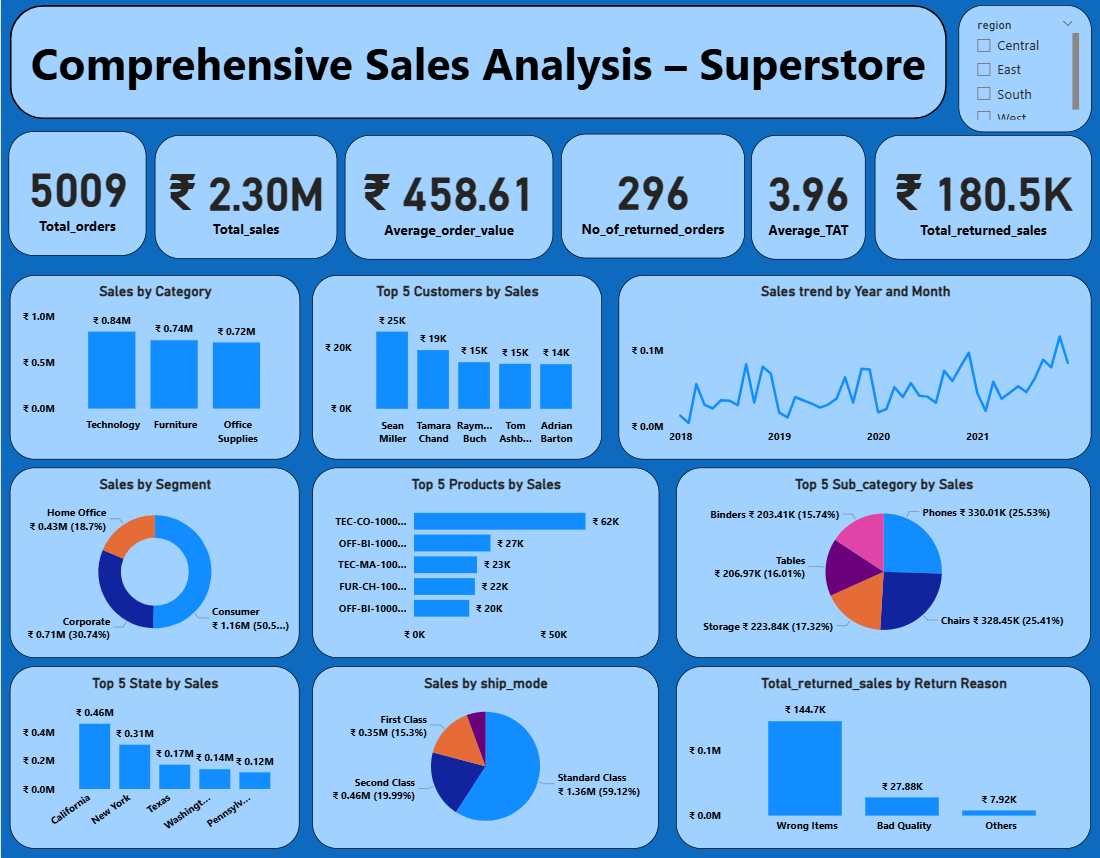 Comprehensive Sales Analysis – Superstore
region
Central
East
South
West
5009
Total_orders
₹ 2.30M
Total_sales
₹ 458.61
Average_order_value
296
No_of_returned_orders
3.96
Average_TAT
₹ 180.5K
Total_returned_sales
Sales by Category
₹ 1.0M
₹ 0.5M
₹ 0.0M
₹ 0.84M
₹ 0.74M
₹ 0.72M
Technology
Furniture
Office
Supplies
Top 5 Customers by Sales
₹ 20K
₹ 0K
₹ 25K
₹ 19K
₹ 15K
₹ 15K
₹ 14K
Sean
Miller
Tamara
Chand
Raym...
Buch
Tom
Ashb...
Adrian
Barton
Sales trend by Year and Month
₹ 0.1M
₹ 0.0M
2018
2019
2020
2021
Sales by Segment
Home Office
₹ 0.43M (18.7%)
Corporate
₹ 0.71M (30.74%)
Consumer
₹ 1.16M (50.5...)
Top 5 Products by Sales
TEC-CO-1000... ₹ 62K
OFF-BI-1000... ₹ 27K
TEC-MA-100... ₹ 23K
FUR-CH-100... ₹ 22K
OFF-BI-1000... ₹ 20K
₹ 0K
₹ 50K
Top 5 Sub_category by Sales
Binders ₹ 203.41K (15.74%)
Phones ₹ 330.01K (25.53%)
Tables
₹ 206.97K (16.01%)
Storage ₹ 223.84K (17.32%)
Chairs ₹ 328.45K (25.41%)
Top 5 State by Sales
₹ 0.4M
₹ 0.2M
₹ 0.0M
₹ 0.46M
₹ 0.31M
₹ 0.17M
₹ 0.14M
₹ 0.12M
California
New York
Texas
Washingt...
Pennsylv...
Sales by ship_mode
First Class
₹ 0.35M (15.3%)
Second Class
₹ 0.46M (19.99%)
Standard Class
₹ 1.36M (59.12%)
Total_returned_sales by Return Reason
₹ 0.1M
₹ 0.0M
₹ 144.7K
₹ 27.88K
₹ 7.92K
Wrong Items
Bad Quality
Others